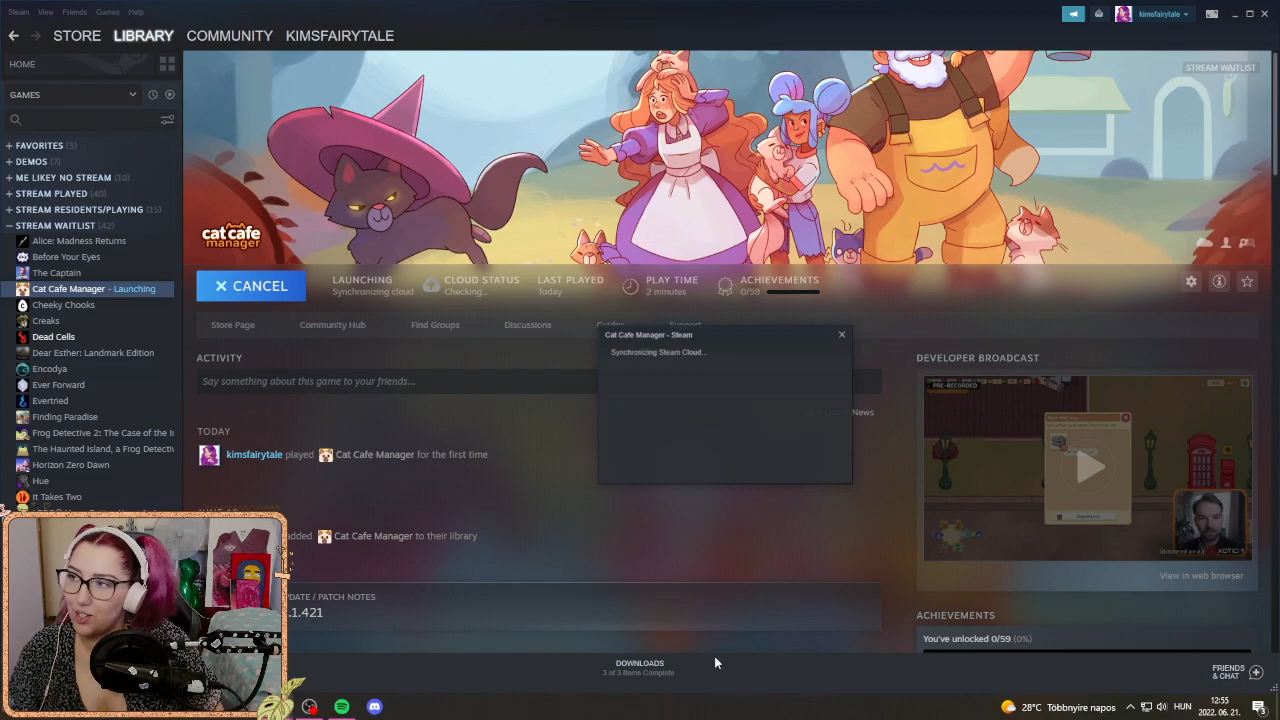 Steam View Friends Games Help
kimsfairytale
STORE LIBRARY COMMUNITY KIMSFAIRYTALE
HOME
STREAM WAITLIST
GAMES
FAVORITES (5)
DEMOS (7)
ME LIKEY NO STREAM (10)
STREAM PLAYED (40)
STREAM RESIDENTS/PLAYING (15)
STREAM WAITLIST (42)
Alice: Madness Returns
Before Your Eyes
The Captain
Cat Cafe Manager - Launching
Cheeky Chooks
Creaks
Dead Cells
Dear Esther: Landmark Edition
Encodya
Ever Forward
Evertried
Finding Paradise
Frog Detective 2: The Case of the In
The Haunted Island, a Frog Detectiv
Horizon Zero Dawn
Hue
It Takes Two
cat cafe
manager
CANCEL
LAUNCHING
Synchronizing cloud
CLOUD STATUS
Checking...
LAST PLAYED
Today
PLAY TIME
2 minutes
ACHIEVEMENTS
0/59
Store Page Community Hub Find Groups Discussions Guides Support
Cat Cafe Manager - Steam
Synchronizing Steam Cloud...
ACTIVITY
Say something about this game to your friends...
News
TODAY
kimsfairytale played Cat Cafe Manager for the first time
added Cat Cafe Manager to their library
DATE / PATCH NOTES
.1.421
DEVELOPER BROADCAST
PRE-RECORDED
View in web browser
ACHIEVEMENTS
You've unlocked 0/59 (0%)
DOWNLOADS
3 of 3 Items Complete
FRIENDS
& CHAT
28°C Többnyire napos
HUN
12:55
2022. 06. 21.